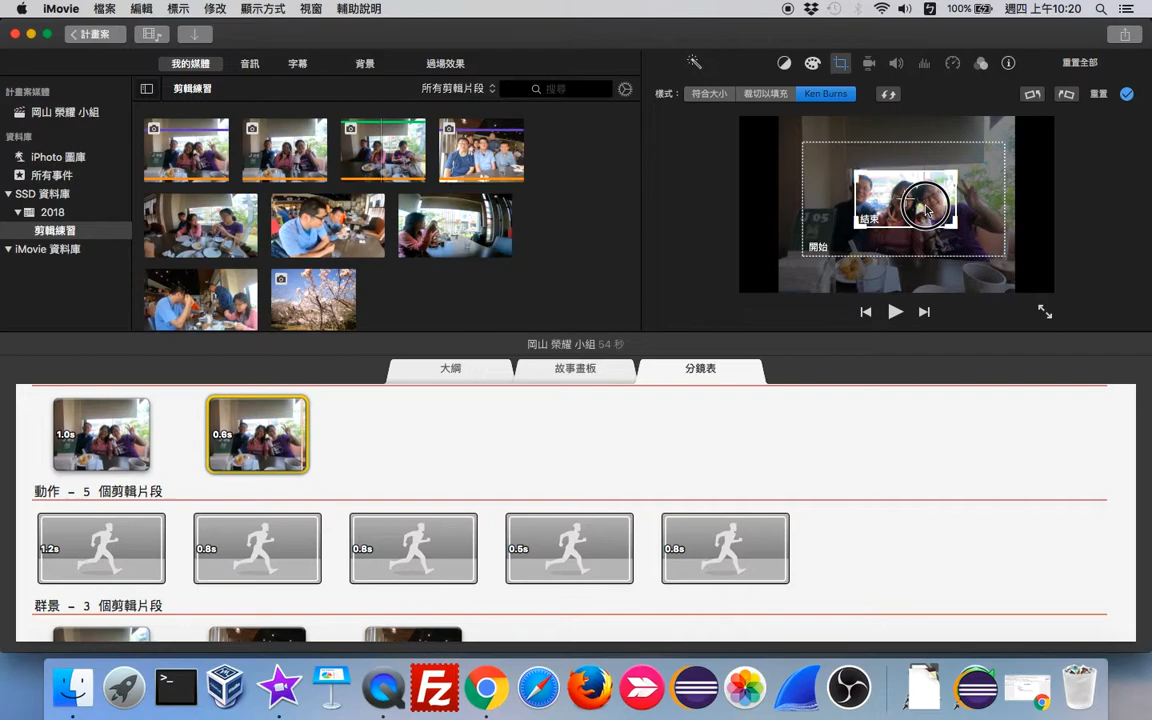 iMovie 檔案 編輯 標示 修改 顯示方式 視窗 輔助說明 100% 週四上午10:20
計畫案
我的媒體 音訊 字幕 背景 過場效果
重置全部
計畫案媒體
岡山 榮耀 小組
資料庫
iPhoto 圖庫
所有事件
SSD 資料庫
2018
剪輯練習
iMovie 資料庫
剪輯練習 所有剪輯片段 搜尋
樣式： 符合大小 裁切以填充 Ken Burns 重置
結束
開始
岡山 榮耀 小組 54 秒
大綱 故事畫板 分鏡表
1.0s 0.6s
動作 – 5 個剪輯片段
1.2s 0.8s 0.8s 0.5s 0.8s
群景 – 3 個剪輯片段